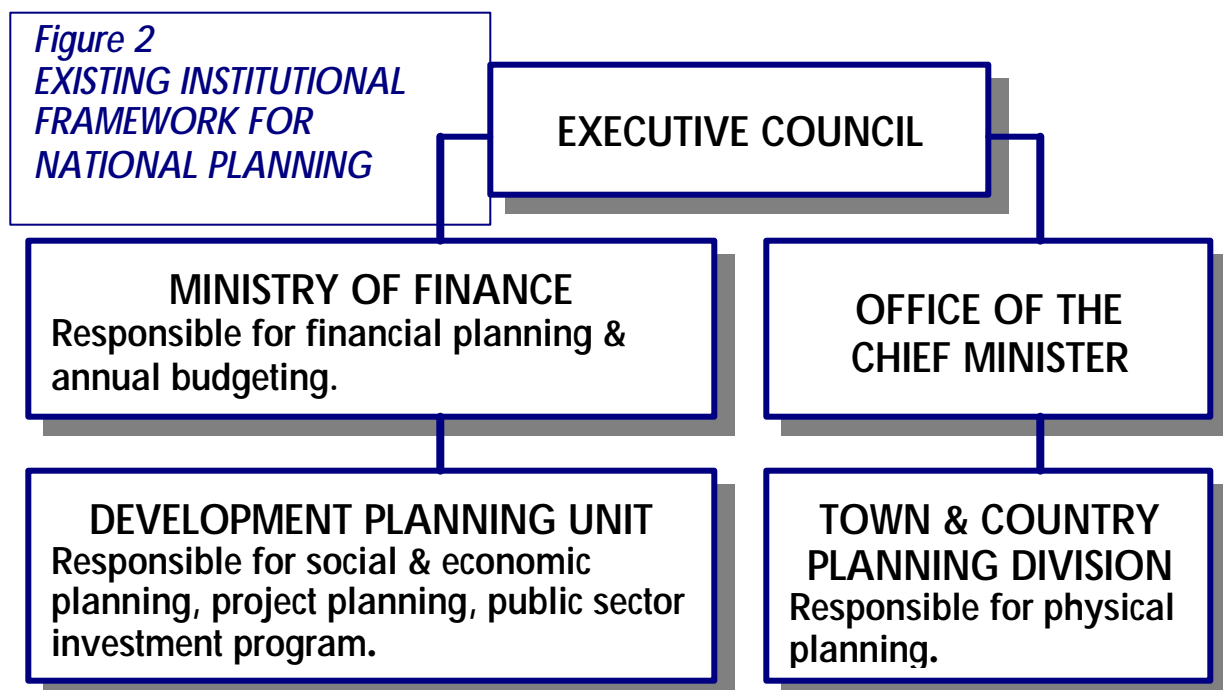 Figure 2
EXISTING INSTITUTIONAL
FRAMEWORK FOR
NATIONAL PLANNING
EXECUTIVE COUNCIL
MINISTRY OF FINANCE
Responsible for financial planning &
annual budgeting.
OFFICE OF THE
CHIEF MINISTER
DEVELOPMENT PLANNING UNIT
Responsible for social & economic
planning, project planning, public sector
investment program.
TOWN & COUNTRY
PLANNING DIVISION
Responsible for physical
planning.